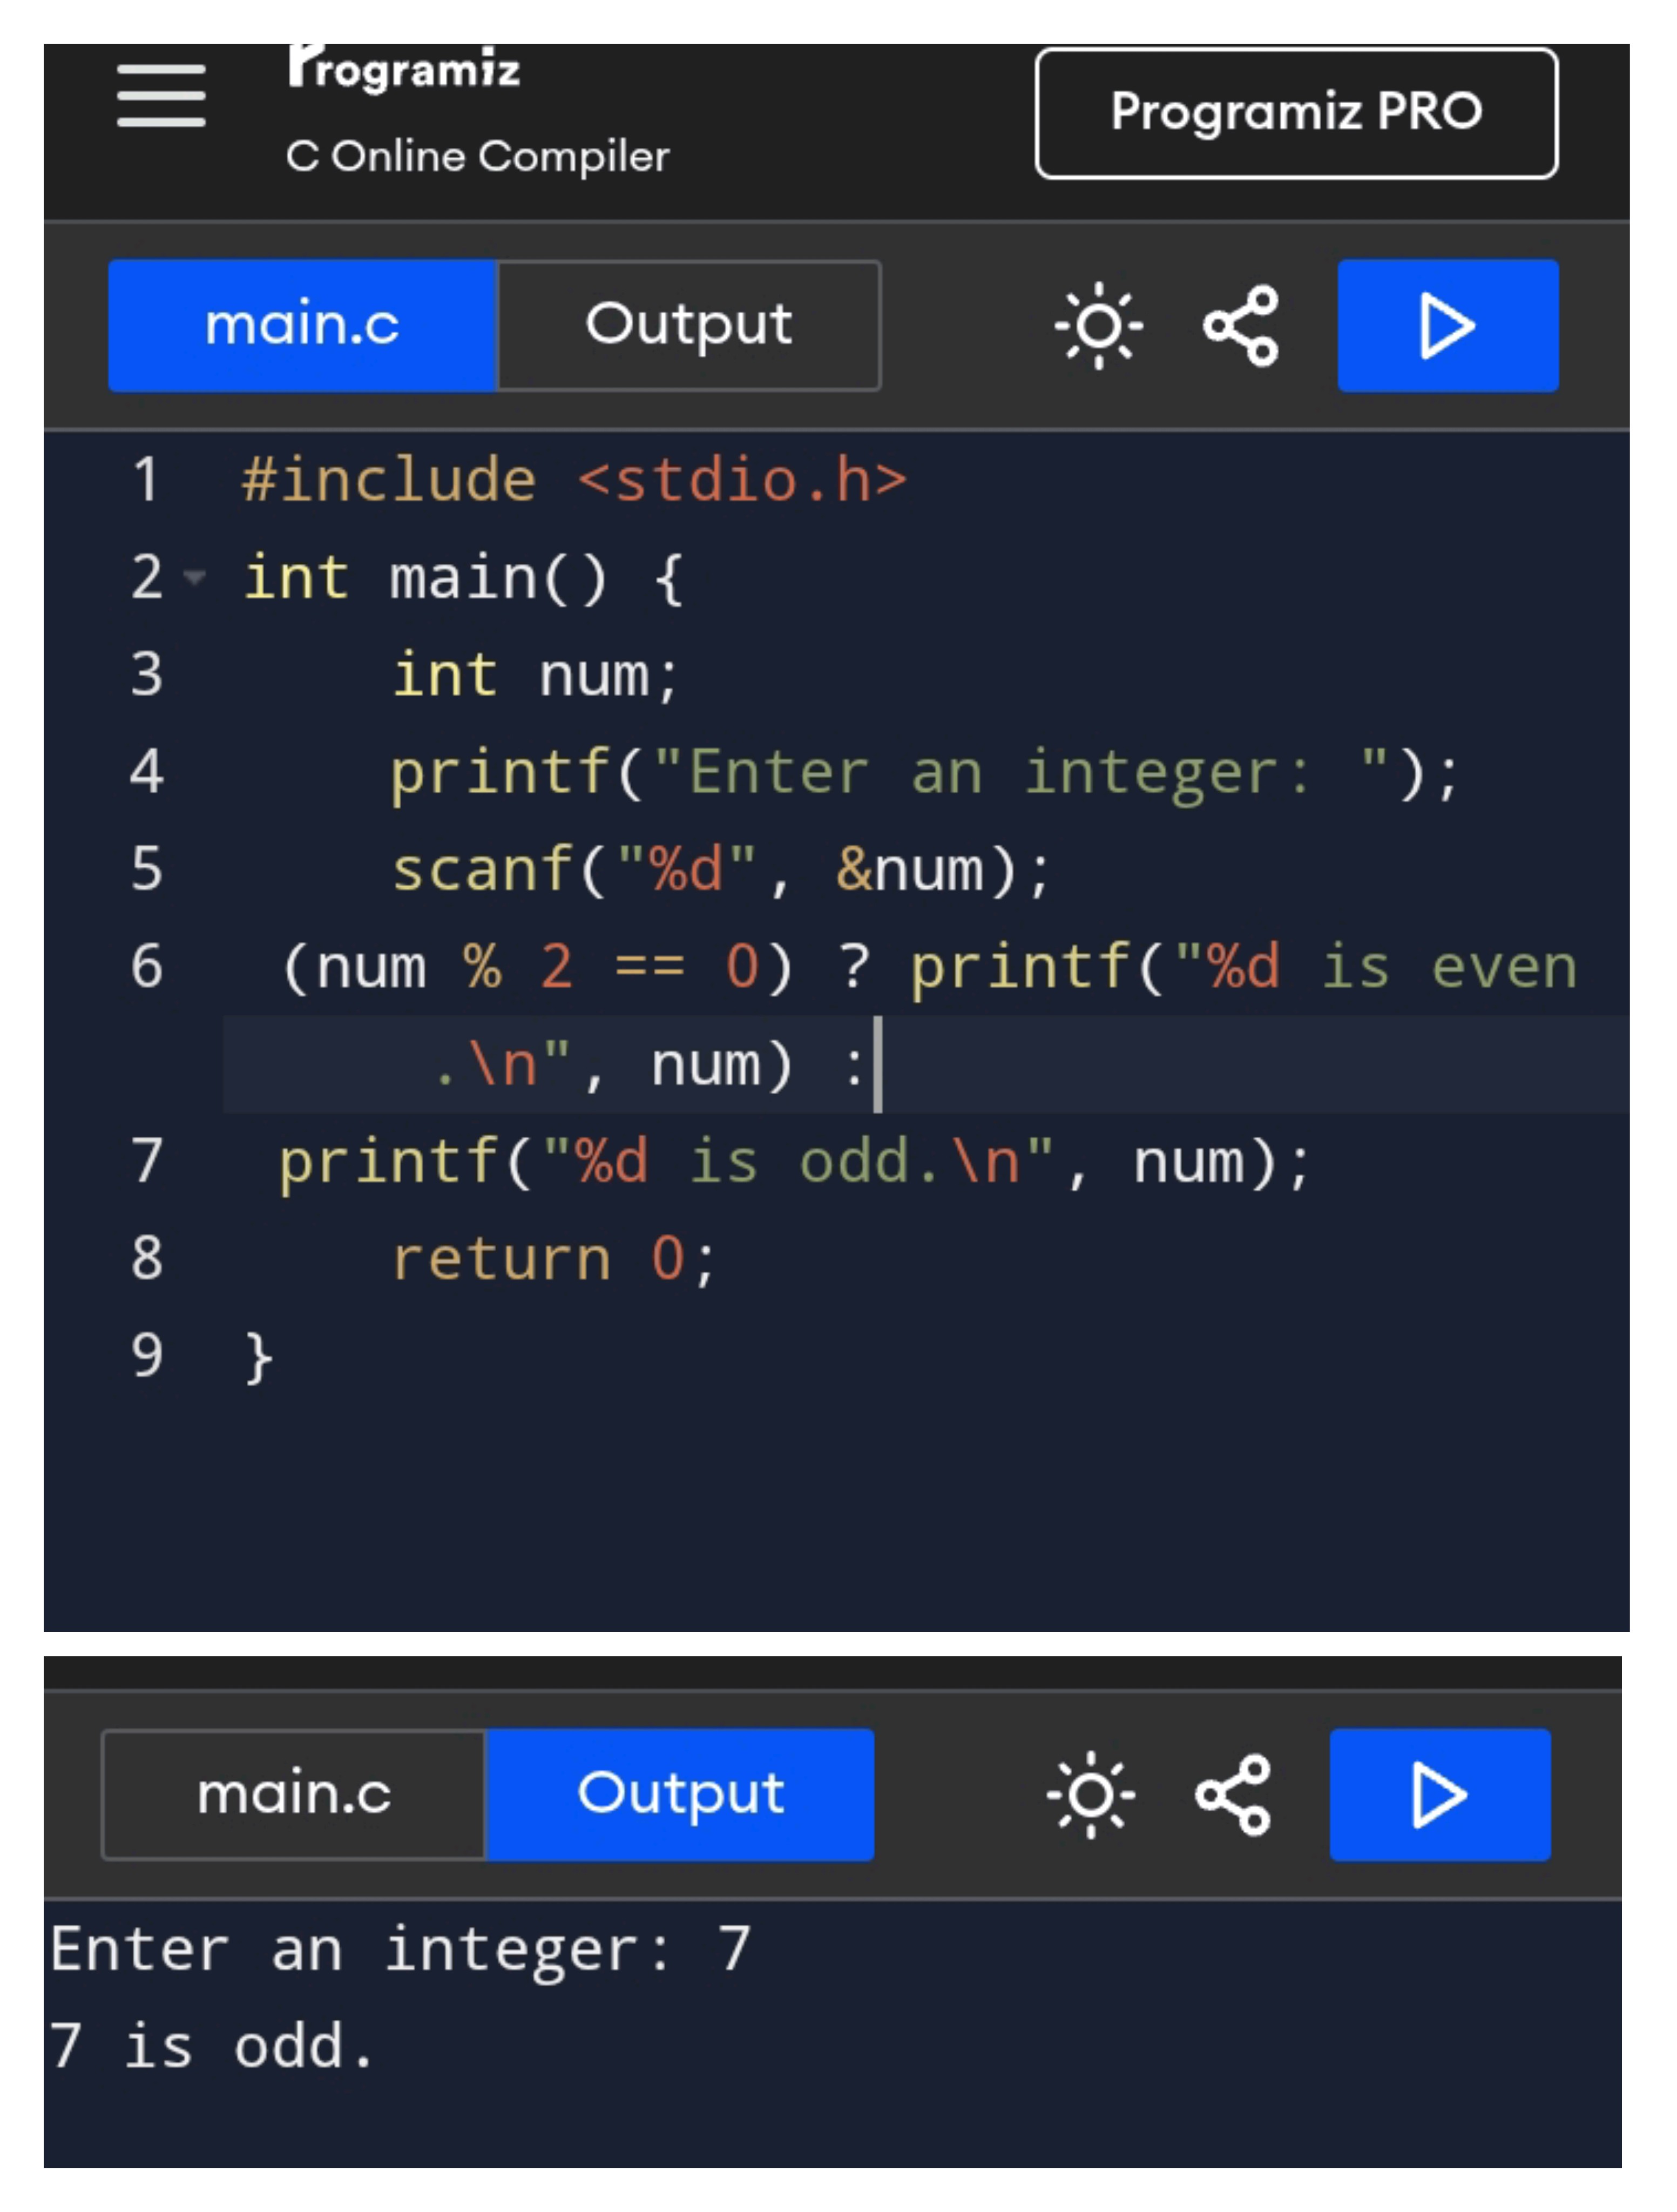 Programiz
C Online Compiler
Programiz PRO
main.c
Output
1 #include <stdio.h>
2 int main() {
3     int num;
4     printf("Enter an integer: ");
5     scanf("%d", &num);
6  (num % 2 == 0) ? printf("%d is even
     .\n", num) :
7  printf("%d is odd.\n", num);
8     return 0;
9 }
main.c
Output
Enter an integer: 7
7 is odd.